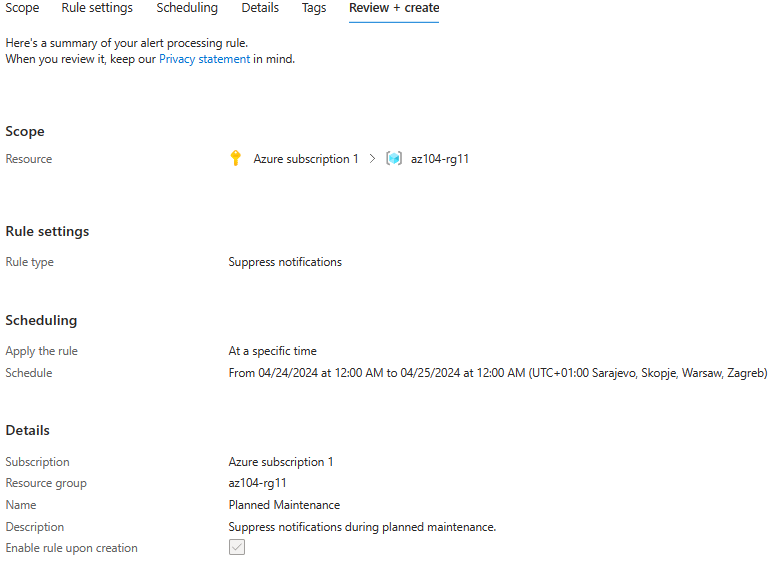 Scope Rule settings Scheduling Details Tags Review + create
Here's a summary of your alert processing rule.
When you review it, keep our Privacy statement in mind.
Scope
Resource Azure subscription 1 > az104-rg11
Rule settings
Rule type Suppress notifications
Scheduling
Apply the rule At a specific time
Schedule From 04/24/2024 at 12:00 AM to 04/25/2024 at 12:00 AM (UTC+01:00 Sarajevo, Skopje, Warsaw, Zagreb)
Details
Subscription Azure subscription 1
Resource group az104-rg11
Name Planned Maintenance
Description Suppress notifications during planned maintenance.
Enable rule upon creation